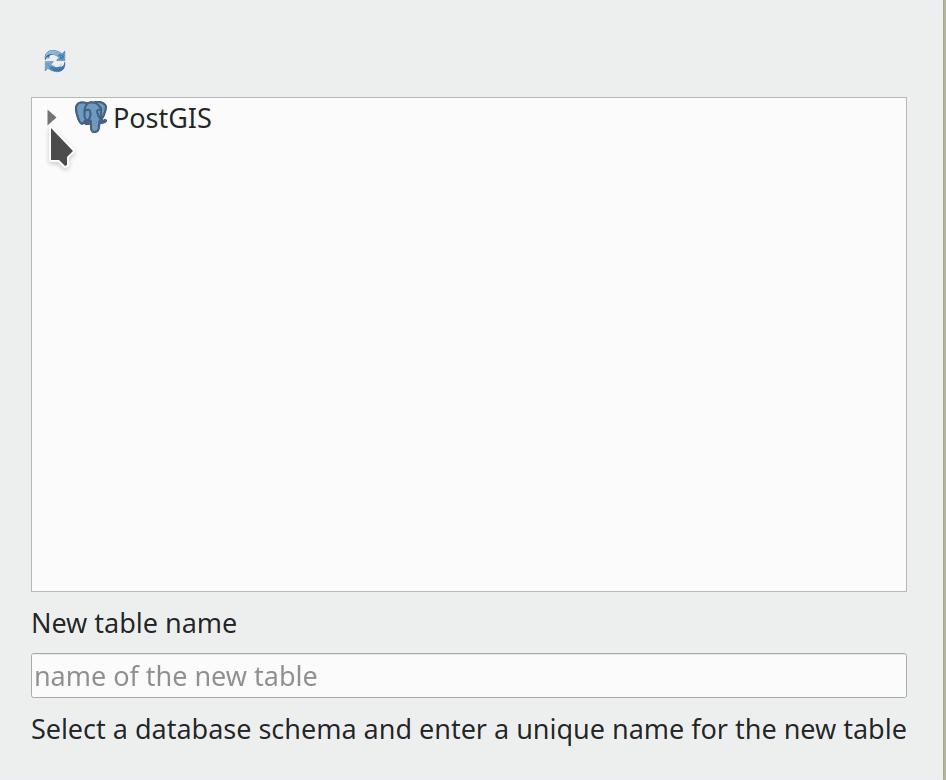 PostGIS
New table name
name of the new table
Select a database schema and enter a unique name for the new table